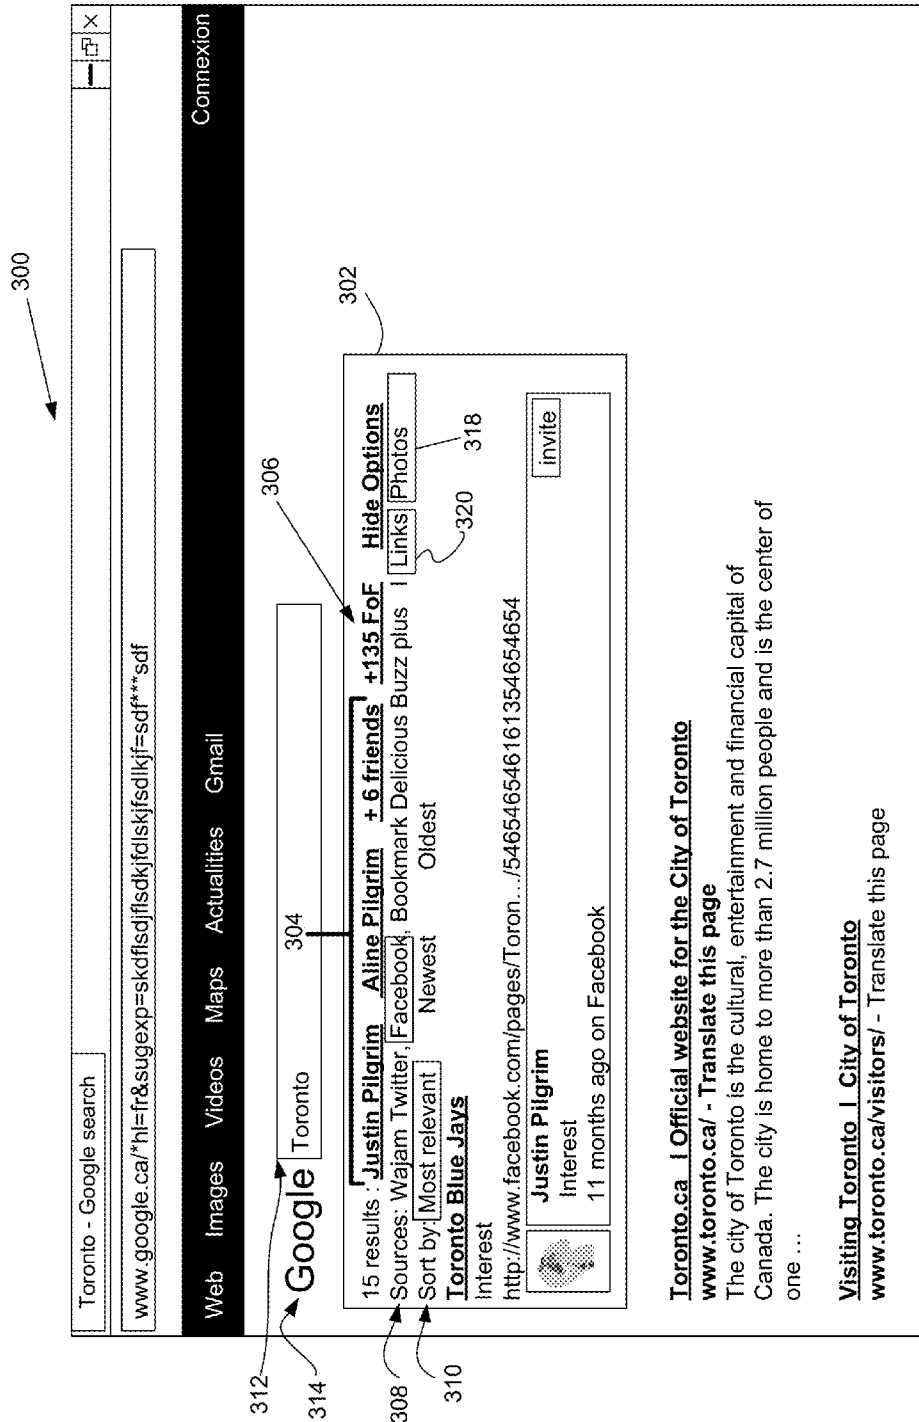 300
Toronto - Google search
www.google.ca/*hl=fr&sugexp=skdflsdjflsdkjfdlskjfsdlkjf=sdf***sdf
Web Images Videos Maps Actualities Gmail Connexion
312
314
Google Toronto
304
306
302
15 results : Justin Pilgrim Aline Pilgrim + 6 friends +135 FoF Hide Options
308
Sources: Wajam Twitter, Facebook, Bookmark Delicious Buzz plus | Links Photos
310
Sort by: Most relevant Newest Oldest
320
318
Toronto Blue Jays
Interest
http://www.facebook.com/pages/Toron.../5465465461613546546​54
Justin Pilgrim
invite
Interest
11 months ago on Facebook
Toronto.ca | Official website for the City of Toronto
www.toronto.ca/ - Translate this page
The city of Toronto is the cultural, entertainment and financial capital of
Canada. The city is home to more than 2.7 million people and is the center of
one ...
Visiting Toronto | City of Toronto
www.toronto.ca/visitors/ - Translate this page